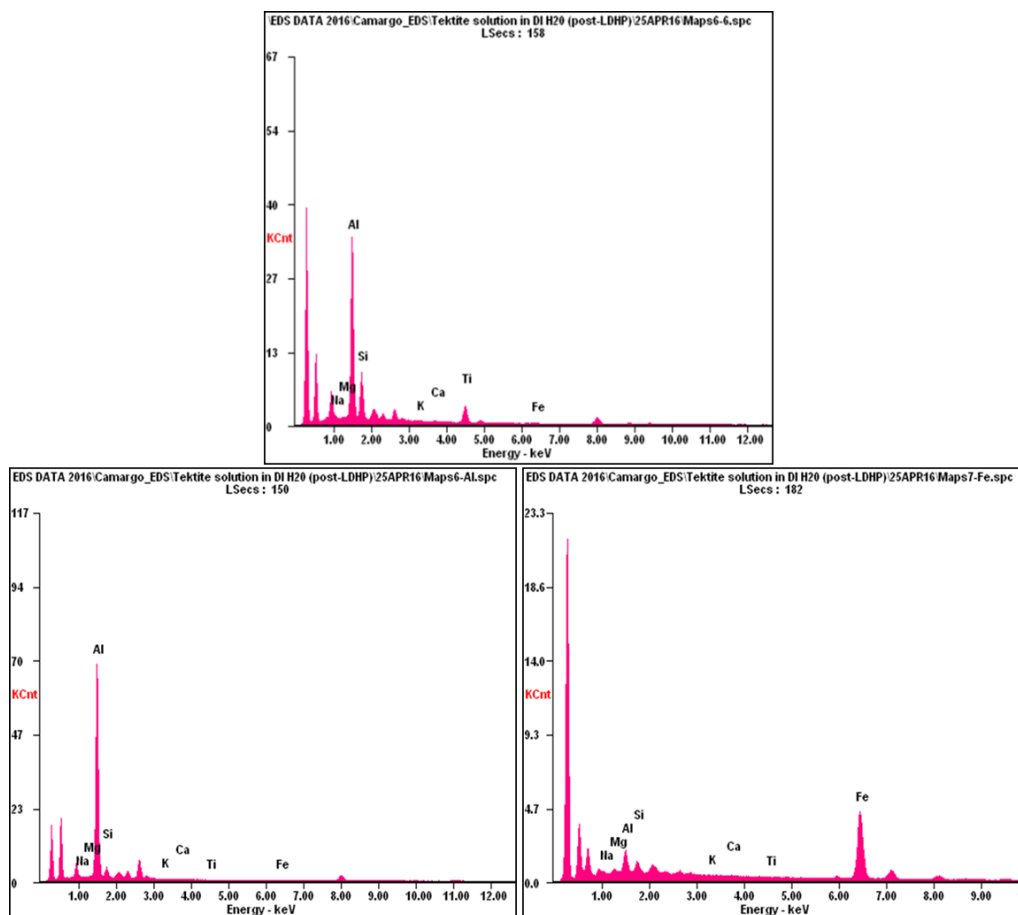 \EDS DATA 2016\Camargo_EDS\Tektite solution in DI H20 (post-LDHP)\25APR16\Maps6-6.spc
LSecs : 158
67
54
40
KCnt
27
13
0
Al
Si
Mg
Na
Ca
K
Ti
Fe
1.00 2.00 3.00 4.00 5.00 6.00 7.00 8.00 9.00 10.00 11.00 12.00
Energy - keV
EDS DATA 2016\Camargo_EDS\Tektite solution in DI H20 (post-LDHP)\25APR16\Maps6-Al.spc
LSecs : 150
117
94
70
KCnt
47
23
0
Al
Si
Mg
Na
Ca
K
Ti
Fe
1.00 2.00 3.00 4.00 5.00 6.00 7.00 8.00 9.00 10.00 11.00 12.00
Energy - keV
EDS DATA 2016\Camargo_EDS\Tektite solution in DI H20 (post-LDHP)\25APR16\Maps7-Fe.spc
LSecs : 182
23.3
18.6
14.0
KCnt
9.3
4.7
0.0
Si
Al
Mg
Na
Ca
K
Ti
Fe
1.00 2.00 3.00 4.00 5.00 6.00 7.00 8.00 9.00
Energy - keV